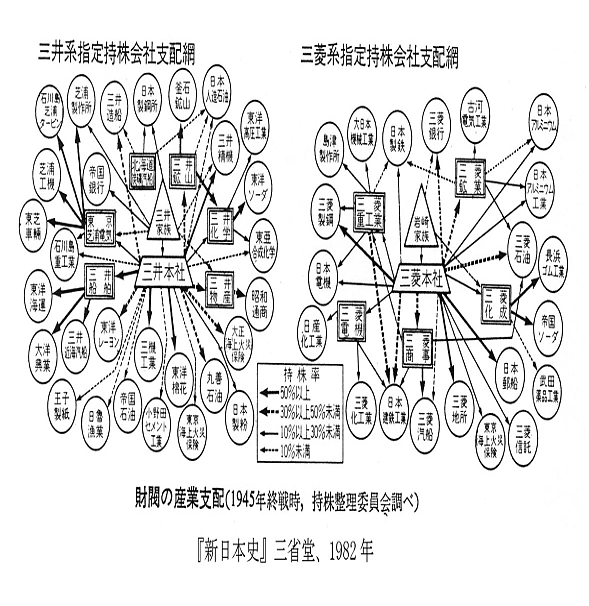 三井系指定持株会社支配網
石川島芝浦タービン
芝浦製作所
三井造船
日本製鋼所
釜石鉱山
日本人造石油
東洋高圧工業
三井精機
東洋ソーダ
東亜合成化学
昭和通商
大正海上火災保険
日本製粉
丸善石油
東京海上火災保険
東洋棉花
小野田セメント工業
三機工業
帝国石油
東洋レーヨン
日魯漁業
王子製紙
三井近海汽船
大洋興業
東洋海運
石川島重工業
東芝車輛
芝浦工機
帝国銀行
北海道炭礦汽船
三井鉱山
三井化学
三井物産
三井船舶
東京芝浦電気
三井家族
三井本社
三菱系指定持株会社支配網
島津製作所
大日本機械工業
日本製鉄
三菱銀行
古河電気工業
日本アルミニウム
日本アルミニウム工業
三菱石油
長浜ゴム工業
帝国ソーダ
武田薬品工業
日本郵船
三菱信託
東京海上火災保険
三菱地所
三菱汽船
日本建鉄工業
三菱化工業
日産化工業
日本電機
三菱製鋼
三菱重工業
三菱鉱業
三菱化成
三菱商事
三菱電機
岩崎家族
三菱本社
持株率
50%以上
30%以上50%未満
10%以上30%未満
10%未満
財閥の産業支配(1945年終戦時，持株整理委員会調べ)
『新日本史』三省堂、1982年